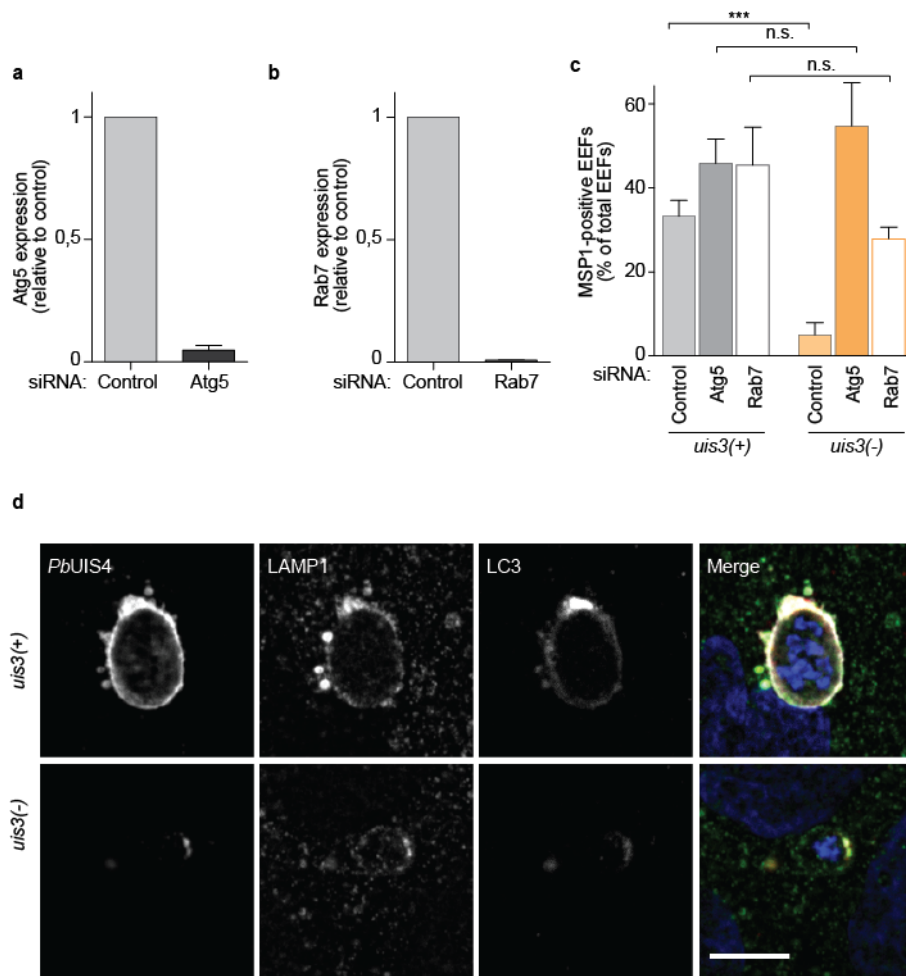 ***
n.s.
n.s.
a
b
c
Atg5 expression
(relative to control)
1
0,5
0
siRNA: Control Atg5
Rab7 expression
(relative to control)
1
0,5
0
siRNA: Control Rab7
MSP1-positive EEFs
(% of total EEFs)
60
40
20
0
siRNA: Control Atg5 Rab7 Control Atg5 Rab7
uis3(+) uis3(-)
d
PbUIS4 LAMP1 LC3 Merge
uis3(+)
uis3(-)